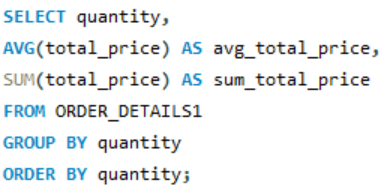 SELECT quantity,
AVG(total_price) AS avg_total_price,
SUM(total_price) AS sum_total_price
FROM ORDER_DETAILS1
GROUP BY quantity
ORDER BY quantity;